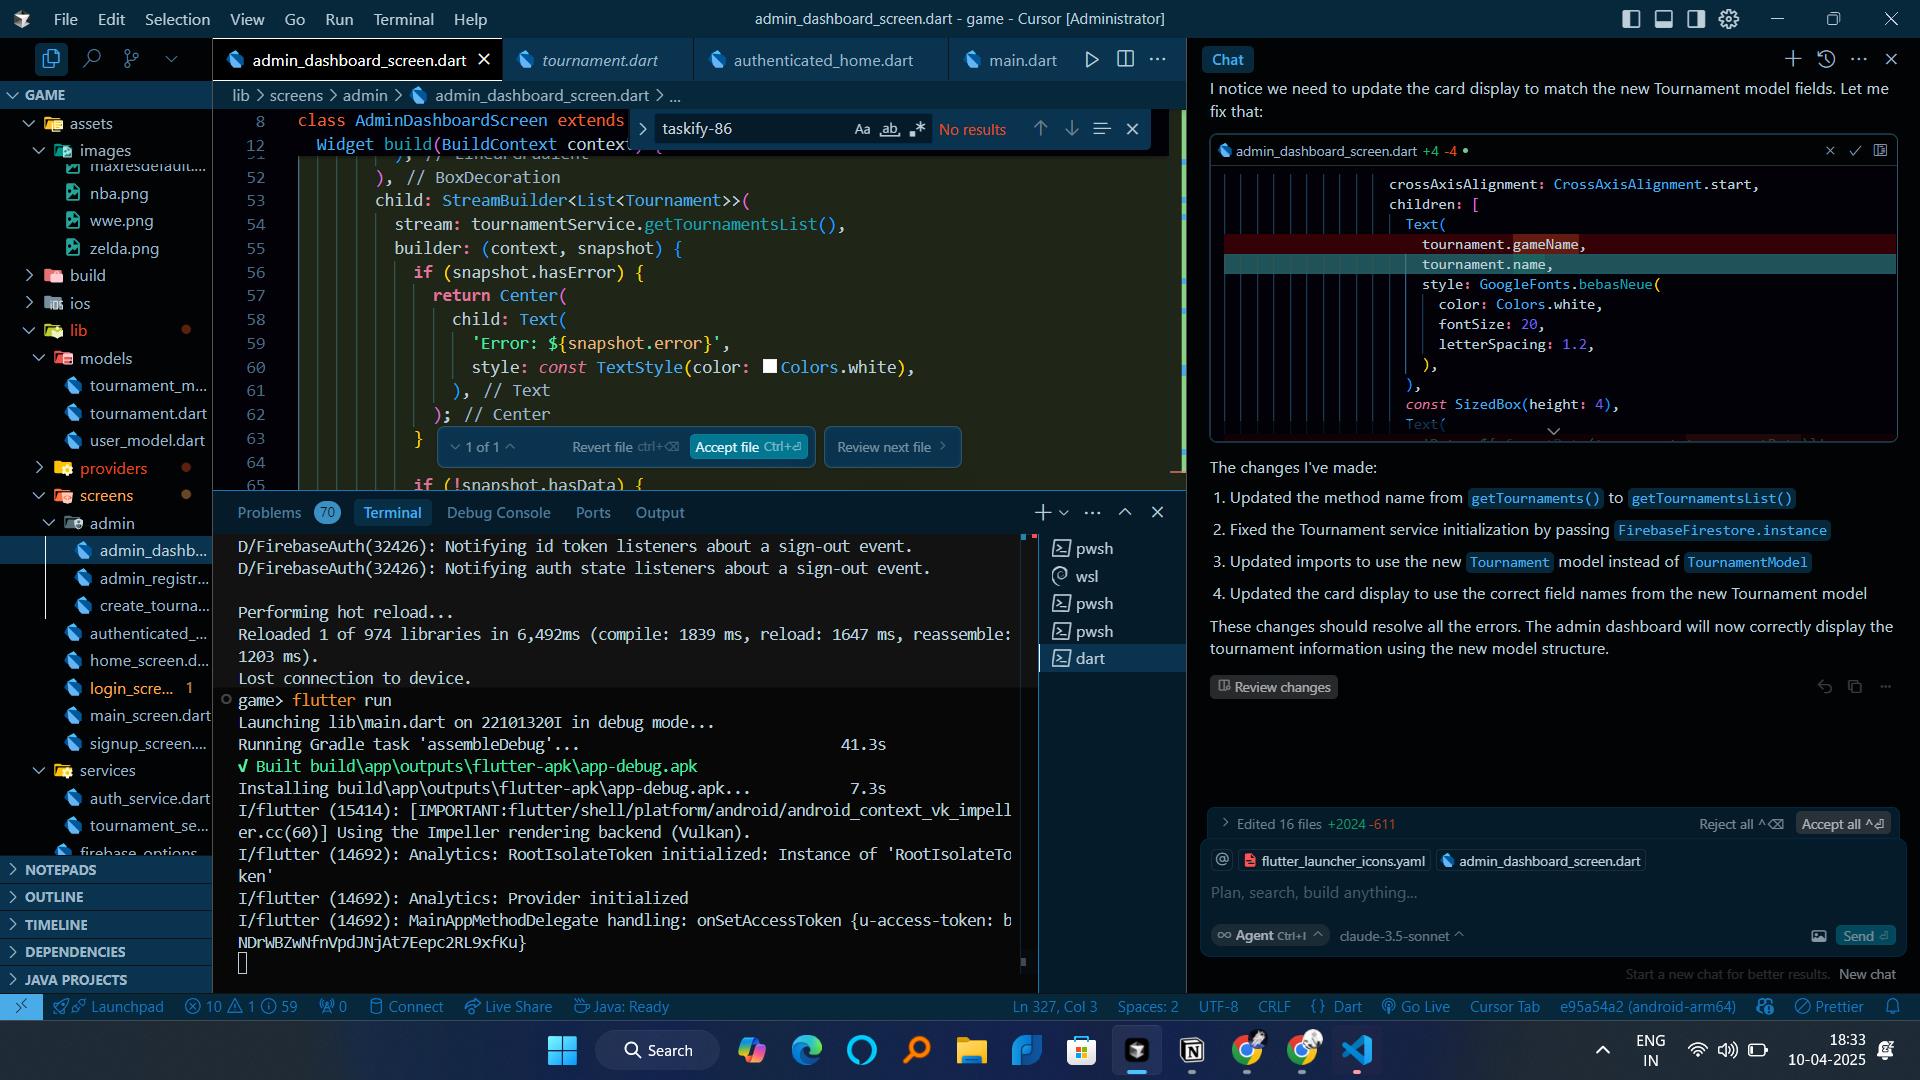 File Edit Selection View Go Run Terminal Help
admin_dashboard_screen.dart - game - Cursor [Administrator]
GAME
assets
images
maxresdefault....
nba.png
wwe.png
zelda.png
build
ios
lib
models
tournament_m...
tournament.dart
user_model.dart
providers
screens
admin
admin_dashb...
admin_registr...
create_tourna...
authenticated_...
home_screen.d...
login_scre... 1
main_screen.dart
signup_screen....
services
auth_service.dart
tournament_se...
firebase_options
NOTEPADS
OUTLINE
TIMELINE
DEPENDENCIES
JAVA PROJECTS
admin_dashboard_screen.dart tournament.dart authenticated_home.dart main.dart
lib > screens > admin > admin_dashboard_screen.dart > ...
8 class AdminDashboardScreen extends
12 Widget build(BuildContext context) {
taskify-86 Aa ab .* No results
51 ), // LinearGradient
52 ), // BoxDecoration
53 child: StreamBuilder<List<Tournament>>(
54 stream: tournamentService.getTournamentsList(),
55 builder: (context, snapshot) {
56 if (snapshot.hasError) {
57 return Center(
58 child: Text(
59 'Error: ${snapshot.error}',
60 style: const TextStyle(color: Colors.white),
61 ), // Text
62 ); // Center
63 }
64
65 if (!snapshot.hasData) {
1 of 1 Revert file ctrl+⌫ Accept file Ctrl+⏎ Review next file
Problems 70 Terminal Debug Console Ports Output
D/FirebaseAuth(32426): Notifying id token listeners about a sign-out event.
D/FirebaseAuth(32426): Notifying auth state listeners about a sign-out event.
Performing hot reload...
Reloaded 1 of 974 libraries in 6,492ms (compile: 1839 ms, reload: 1647 ms, reassemble:
1203 ms).
Lost connection to device.
game> flutter run
Launching lib\main.dart on 22101320I in debug mode...
Running Gradle task 'assembleDebug'... 41.3s
√ Built build\app\outputs\flutter-apk\app-debug.apk
Installing build\app\outputs\flutter-apk\app-debug.apk... 7.3s
I/flutter (15414): [IMPORTANT:flutter/shell/platform/android/android_context_vk_impell
er.cc(60)] Using the Impeller rendering backend (Vulkan).
I/flutter (14692): Analytics: RootIsolateToken initialized: Instance of 'RootIsolateTo
ken'
I/flutter (14692): Analytics: Provider initialized
I/flutter (14692): MainAppMethodDelegate handling: onSetAccessToken {u-access-token: b
NDrWBZwNfnVpdJNjAt7Eepc2RL9xfKu}
pwsh
wsl
pwsh
pwsh
dart
Chat
I notice we need to update the card display to match the new Tournament model fields. Let me
fix that:
admin_dashboard_screen.dart +4 -4
crossAxisAlignment: CrossAxisAlignment.start,
children: [
Text(
tournament.gameName,
tournament.name,
style: GoogleFonts.bebasNeue(
color: Colors.white,
fontSize: 20,
letterSpacing: 1.2,
),
),
const SizedBox(height: 4),
Text(
The changes I've made:
1. Updated the method name from getTournaments() to getTournamentsList()
2. Fixed the Tournament service initialization by passing FirebaseFirestore.instance
3. Updated imports to use the new Tournament model instead of TournamentModel
4. Updated the card display to use the correct field names from the new Tournament model
These changes should resolve all the errors. The admin dashboard will now correctly display the
tournament information using the new model structure.
Review changes
Edited 16 files +2024 -611 Reject all ^⌫ Accept all ^⏎
@ flutter_launcher_icons.yaml admin_dashboard_screen.dart
Plan, search, build anything...
∞ Agent Ctrl+I claude-3.5-sonnet Send ⏎
Start a new chat for better results. New chat
Launchpad 10 1 59 0 Connect Live Share Java: Ready
Ln 327, Col 3 Spaces: 2 UTF-8 CRLF {} Dart Go Live Cursor Tab e95a54a2 (android-arm64) Prettier
Search
ENG
IN
18:33
10-04-2025